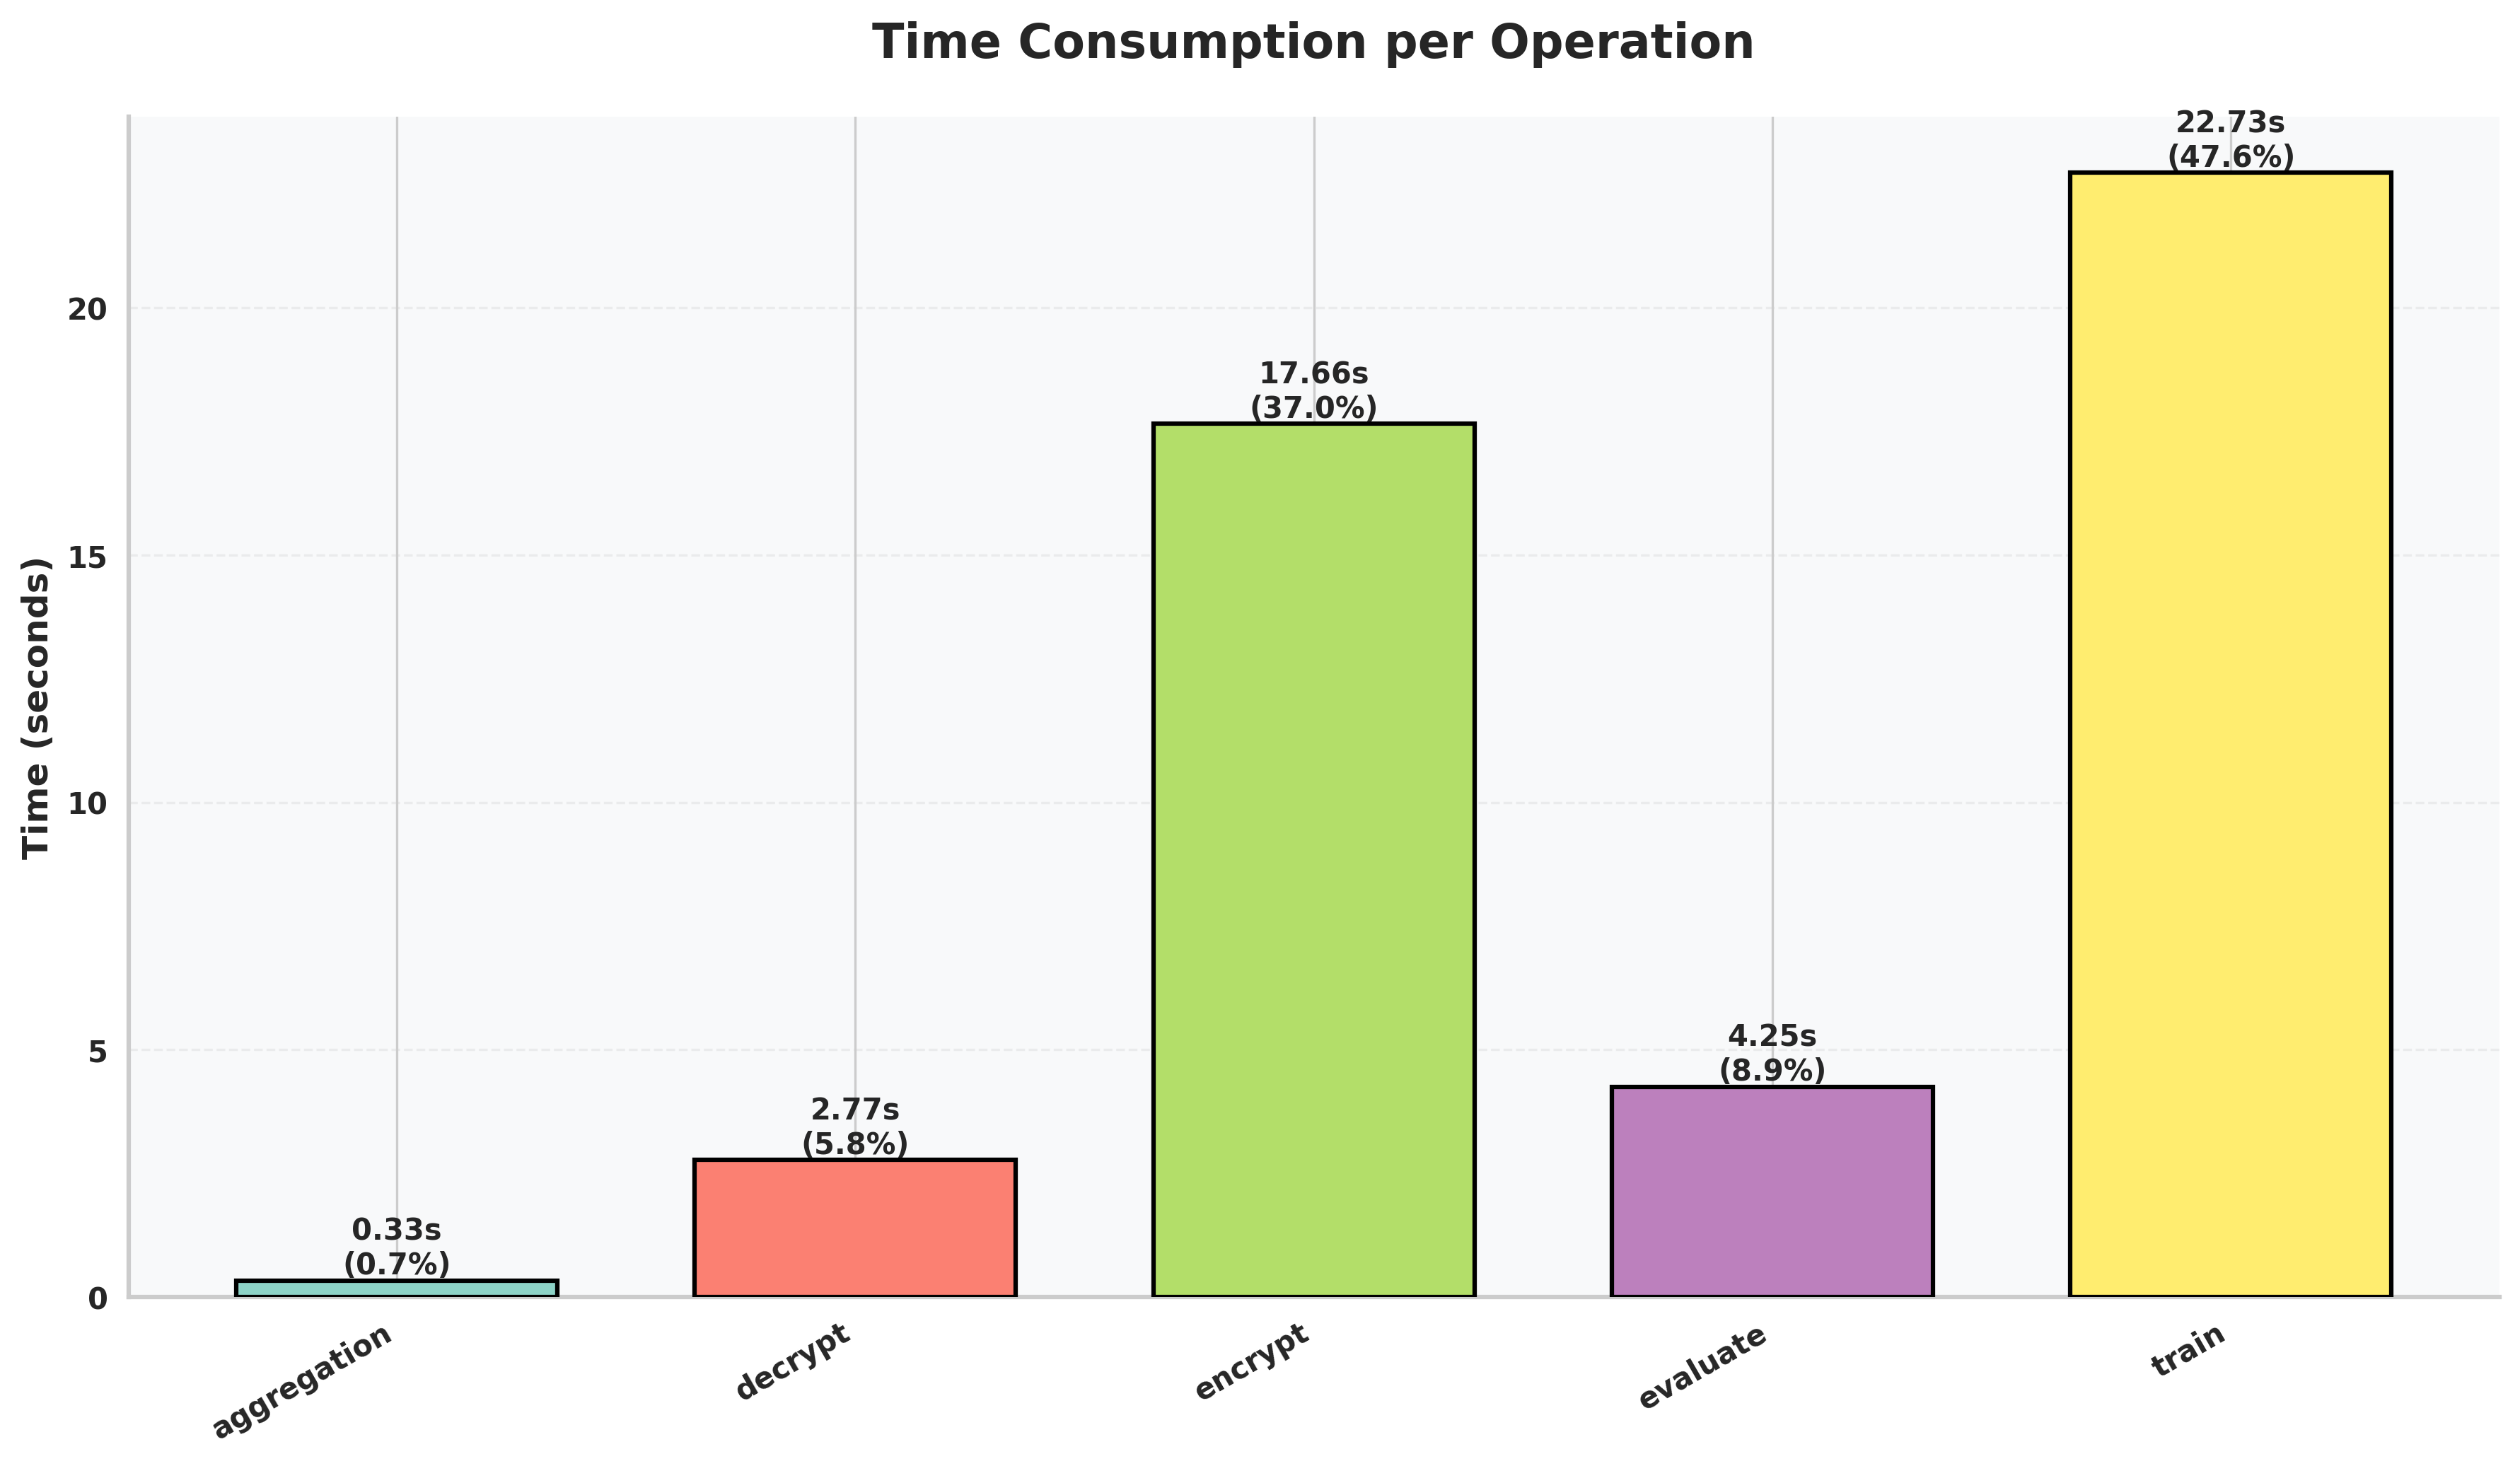 Time Consumption per Operation
Time (seconds)
20
15
10
5
0
0.33s
(0.7%)
2.77s
(5.8%)
17.66s
(37.0%)
4.25s
(8.9%)
22.73s
(47.6%)
aggregation
decrypt
encrypt
evaluate
train